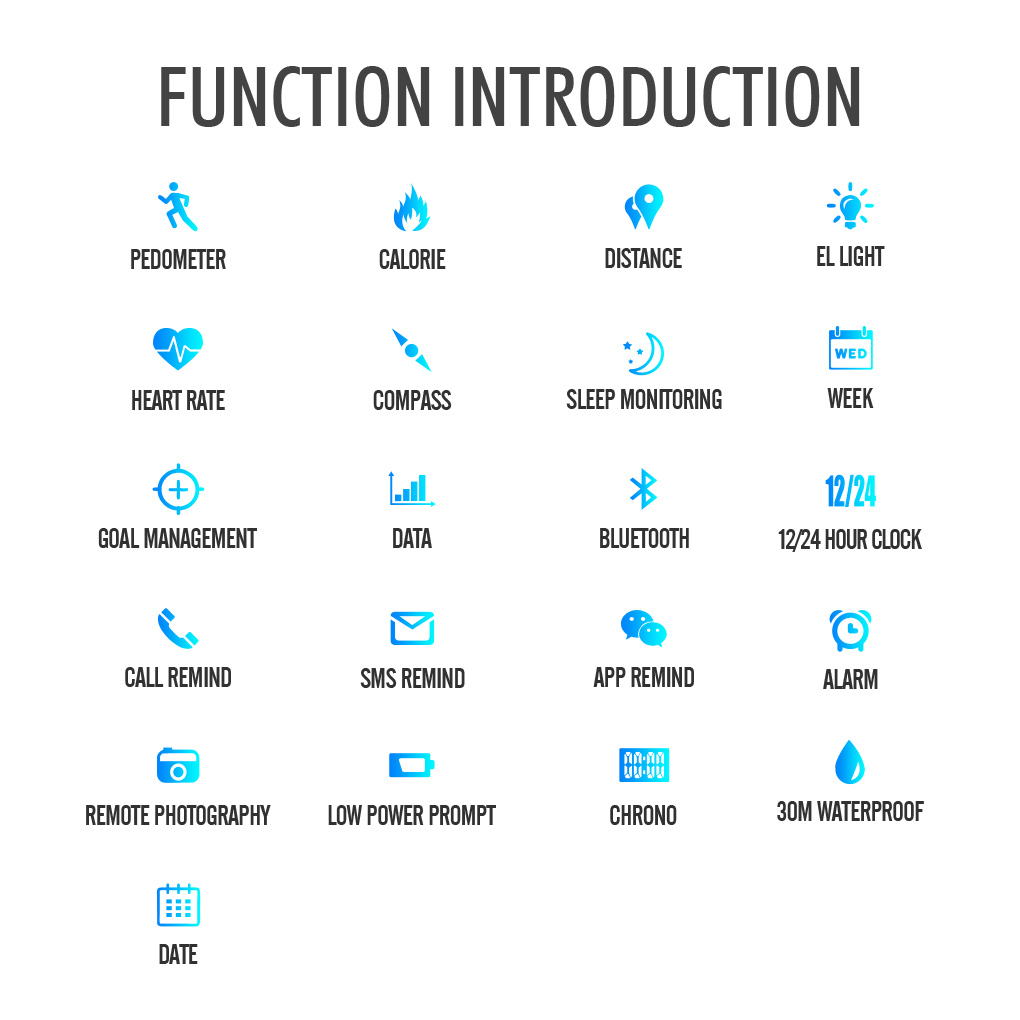 FUNCTION INTRODUCTION
PEDOMETER
CALORIE
DISTANCE
EL LIGHT
HEART RATE
COMPASS
SLEEP MONITORING
WED
WEEK
GOAL MANAGEMENT
DATA
BLUETOOTH
12/24
12/24 HOUR CLOCK
CALL REMIND
SMS REMIND
APP REMIND
ALARM
REMOTE PHOTOGRAPHY
LOW POWER PROMPT
00:00
CHRONO
30M WATERPROOF
DATE